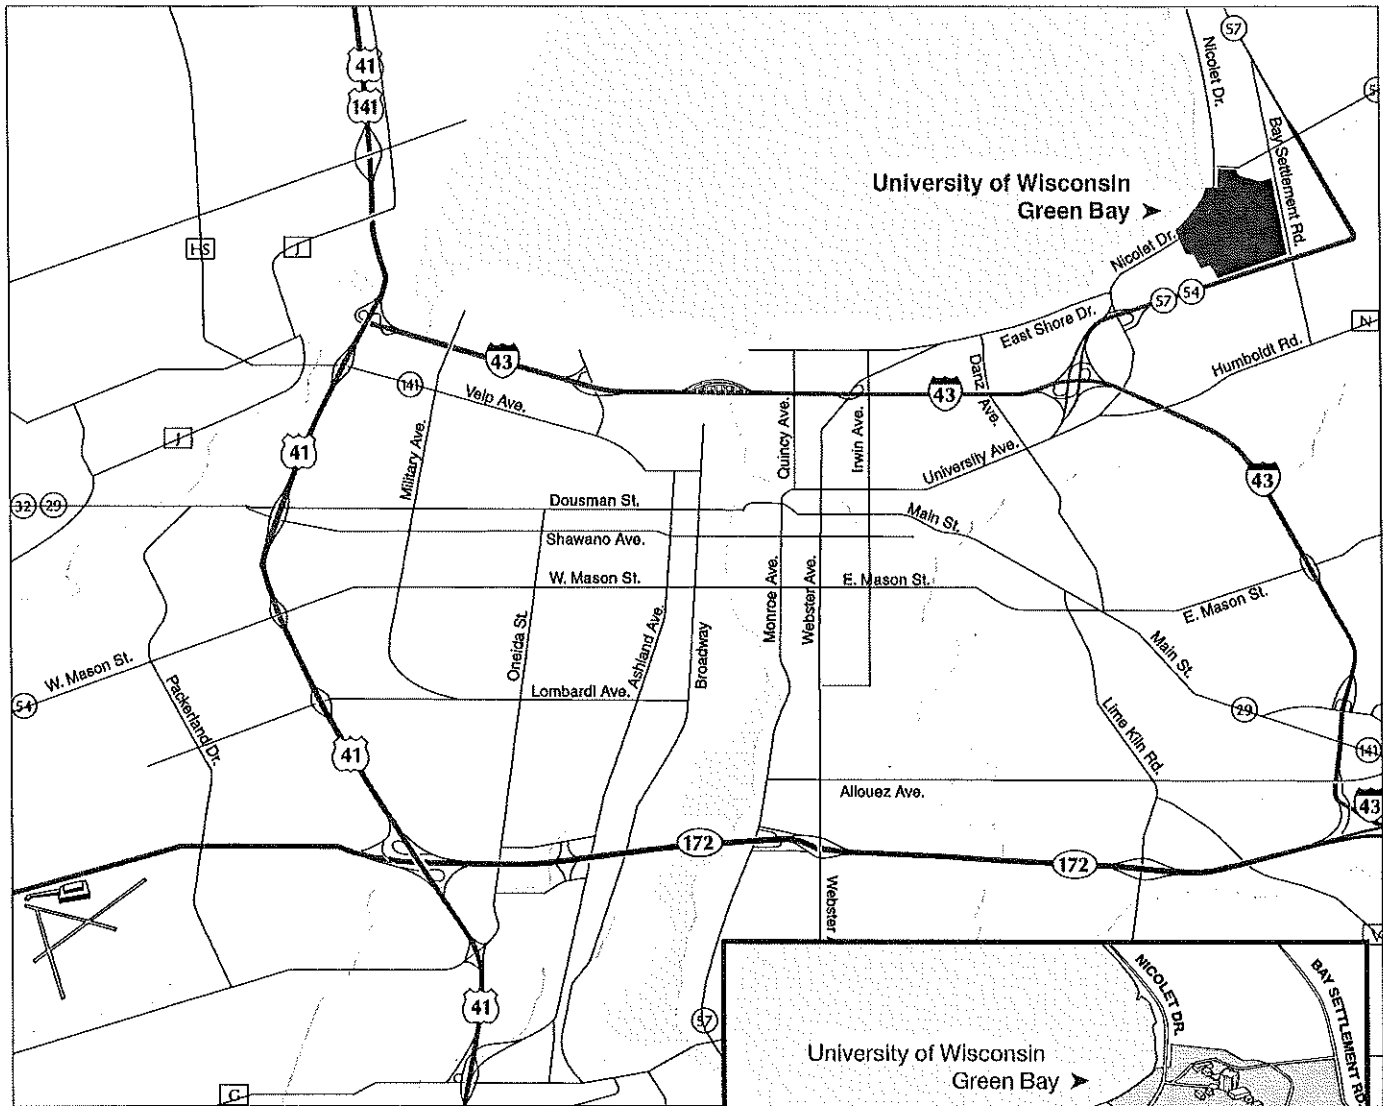 41
141
57
Nicolet Dr.
Bay Settlement Rd.
University of Wisconsin
Green Bay
HS
J
Nicolet Dr.
57
54
N
East Shore Dr.
Humboldt Rd.
43
141
Velp Ave.
43
Danz Ave.
J
41
Military Ave.
Quincy Ave.
Irwin Ave.
University Ave.
43
32
29
Dousman St.
Main St.
Shawano Ave.
W. Mason St.
E. Mason St.
E. Mason St.
Monroe Ave.
Webster Ave.
Oneida St.
Ashland Ave.
Broadway
W. Mason St.
54
Packerland Dr.
Lombardi Ave.
Main St.
29
Lime Kiln Rd.
141
41
Allouez Ave.
43
172
172
Webster
41
57
G
NICOLET DR.
BAY SETTLEMENT RD
University of Wisconsin
Green Bay